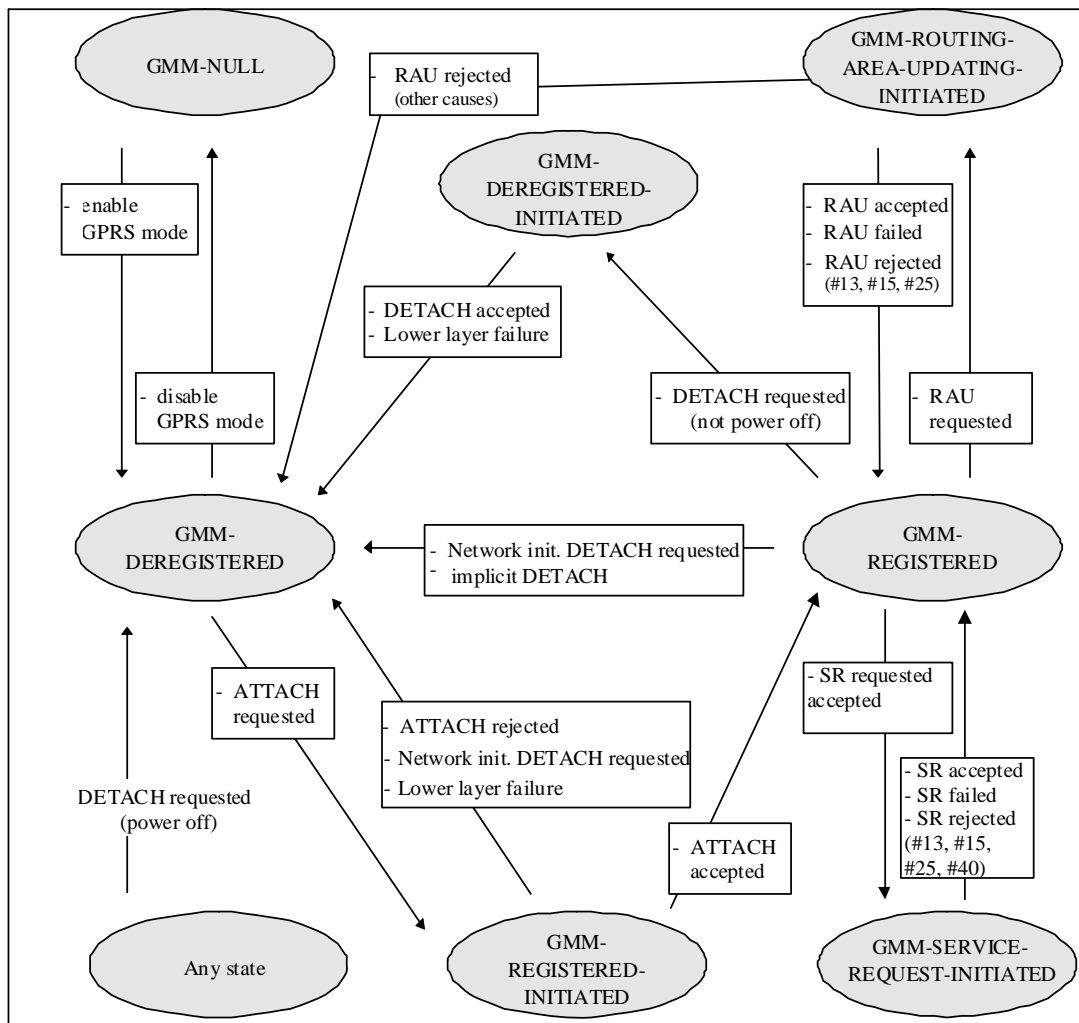 GMM-NULL
GMM-ROUTING-
AREA-UPDATING-
INITIATED
- RAU rejected
(other causes)
GMM-
DEREGISTERED-
INITIATED
- enable
GPRS mode
- RAU accepted
- RAU failed
- RAU rejected
(#13, #15, #25)
- DETACH accepted
- Lower layer failure
- disable
GPRS mode
- DETACH requested
(not power off)
- RAU
requested
GMM-
DEREGISTERED
- Network init. DETACH requested
- implicit DETACH
GMM-
REGISTERED
- ATTACH
requested
- ATTACH rejected
- Network init. DETACH requested
- Lower layer failure
- SR requested
accepted
DETACH requested
(power off)
- ATTACH
accepted
- SR accepted
- SR failed
- SR rejected
(#13, #15,
#25, #40)
Any state
GMM-
REGISTERED-
INITIATED
GMM-SERVICE-
REQUEST-INITIATED